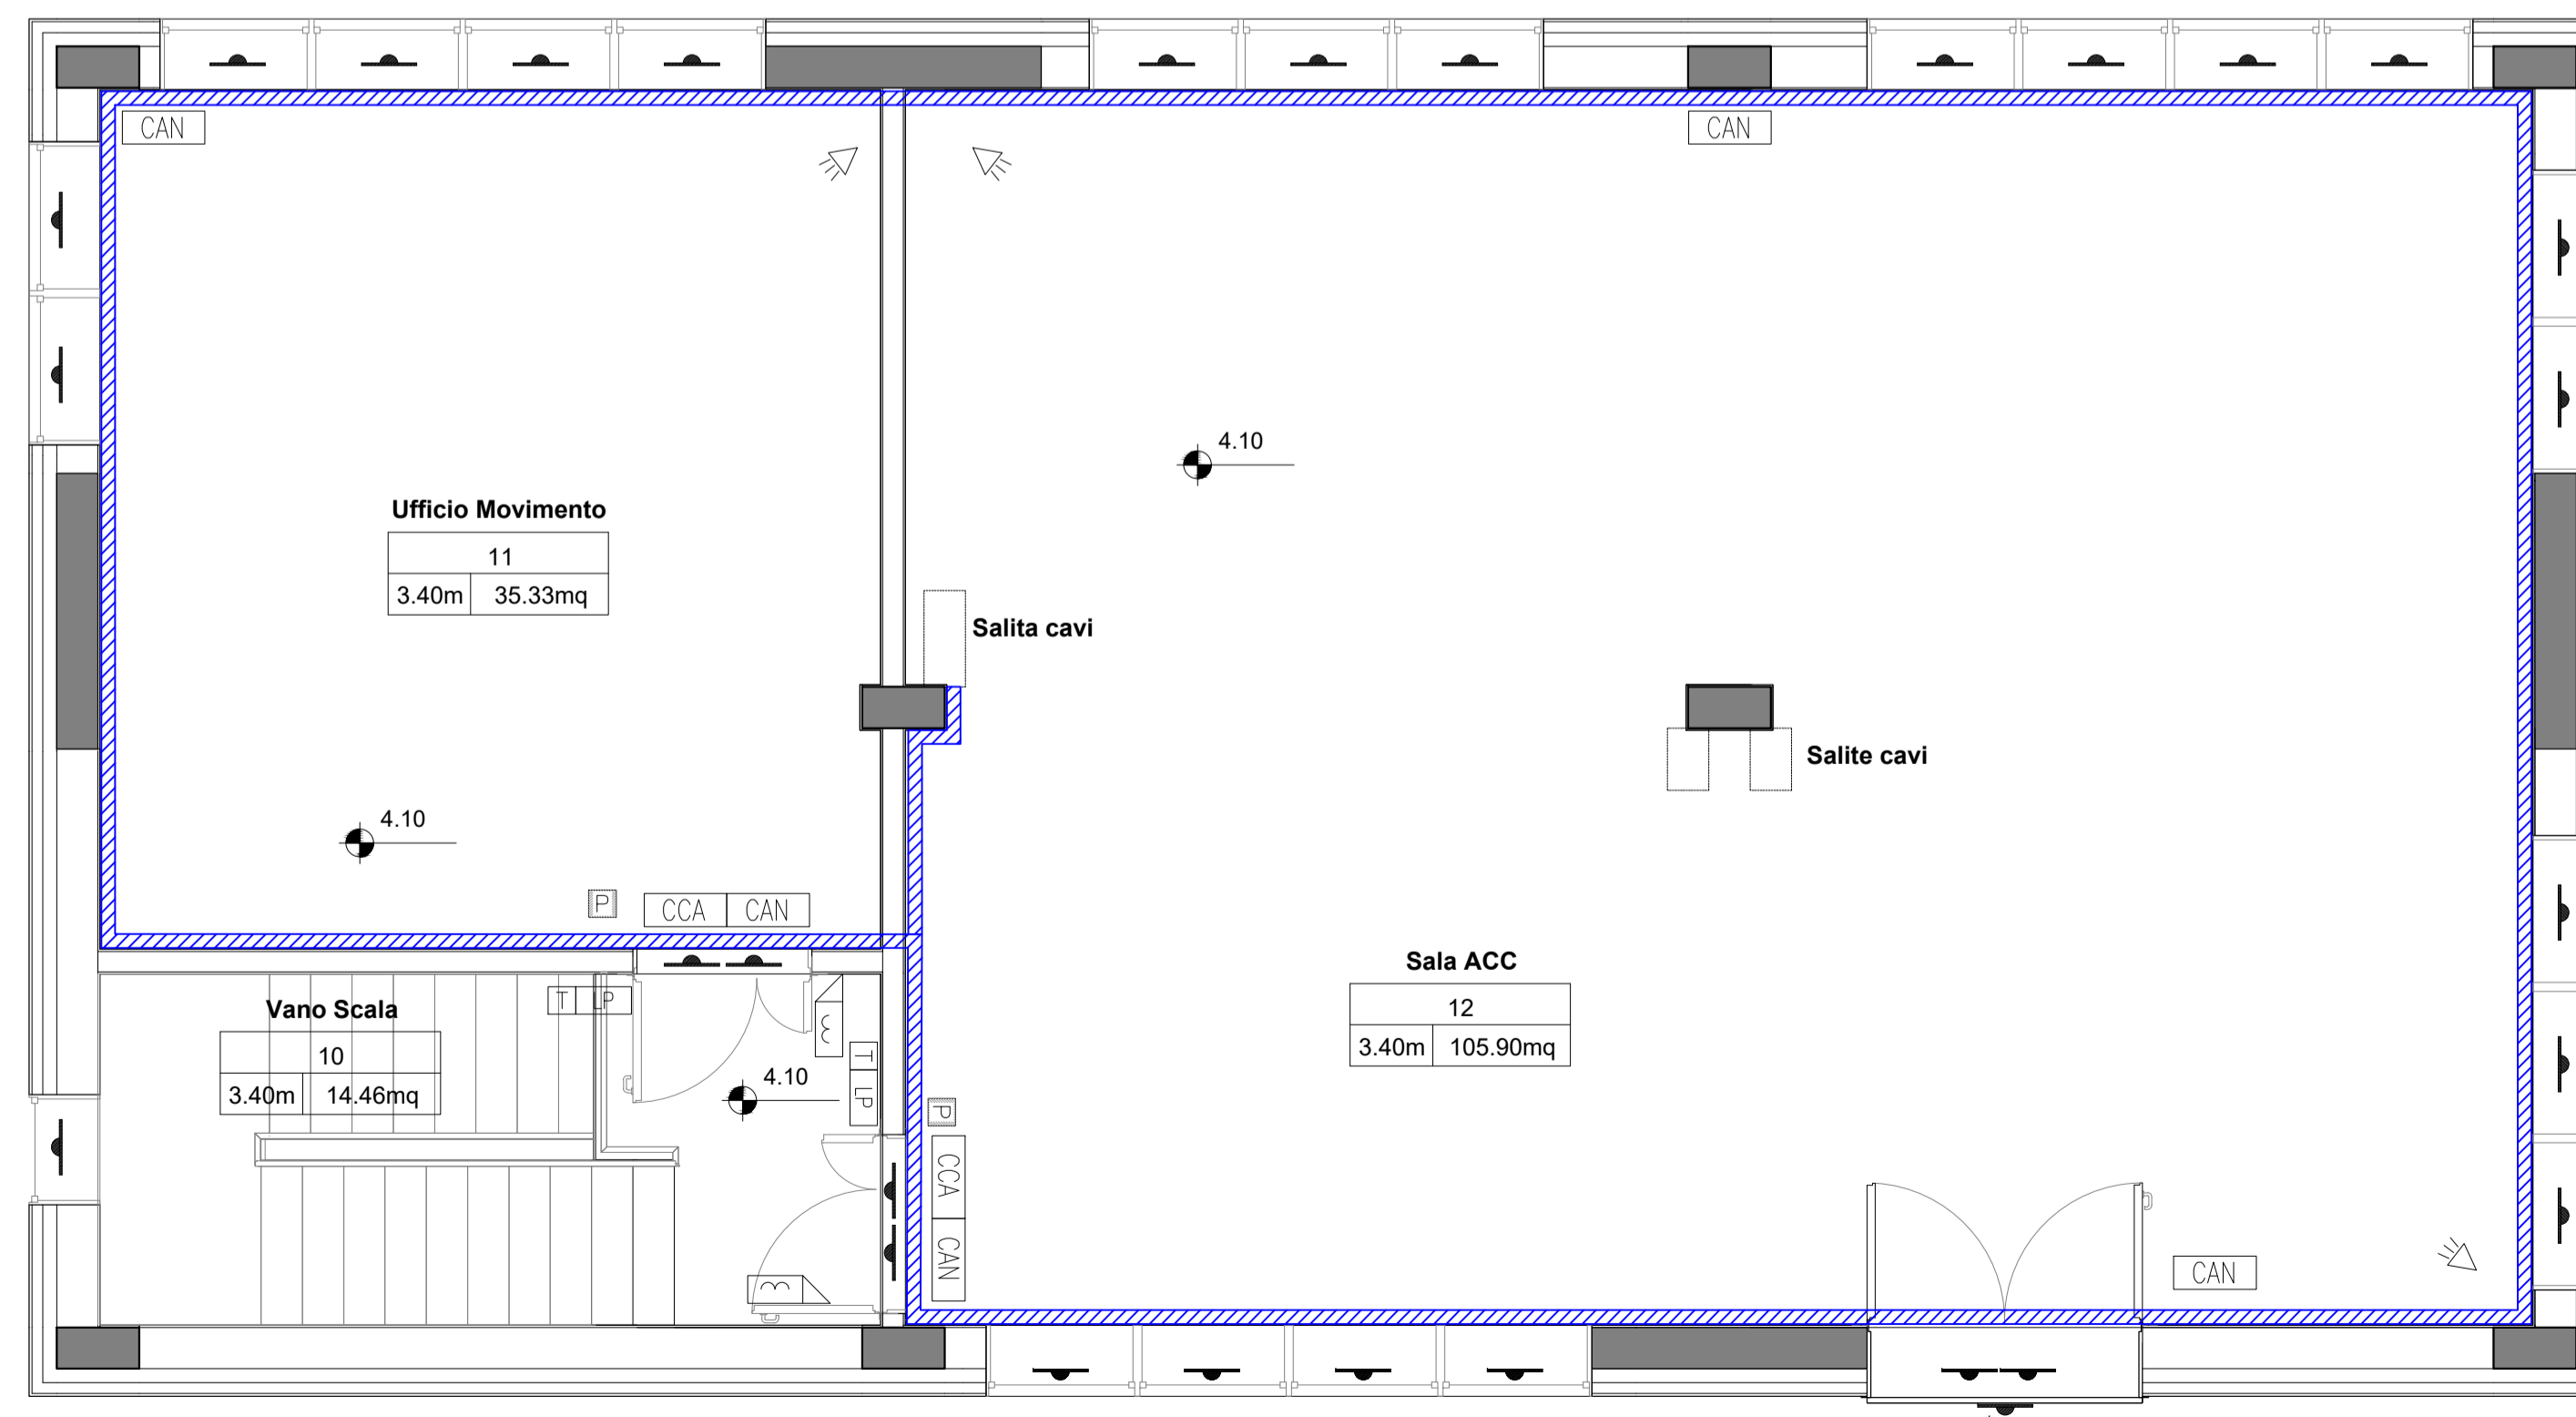 CAN
CAN
4.10
Ufficio Movimento
11
3.40m 35.33mq
Salita cavi
Salite cavi
4.10
P
CCA CAN
Sala ACC
12
3.40m 105.90mq
Vano Scala
10
3.40m 14.46mq
T LP
4.10
T
LP
P
CCA
CAN
CAN